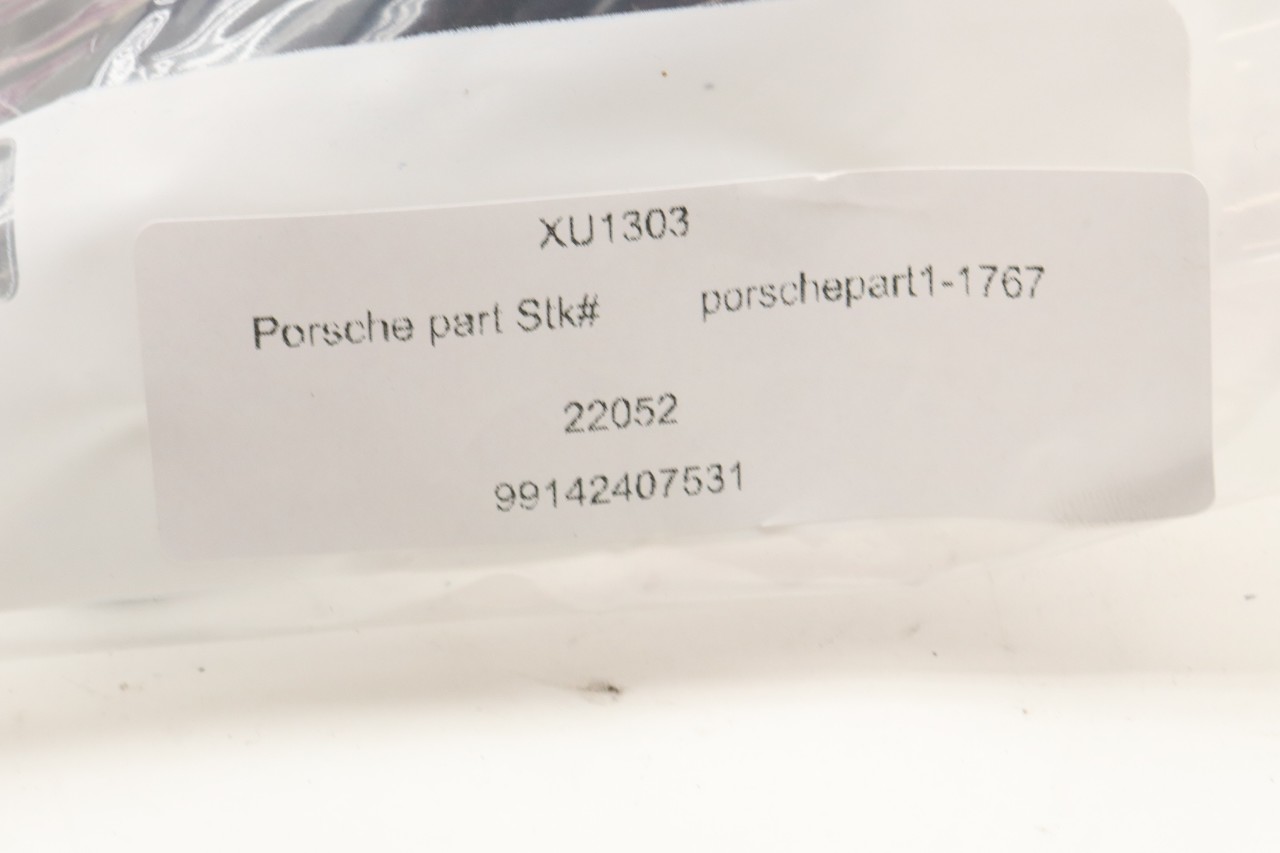 XU1303
Porsche part Stk# porschepart1-1767
22052
99142407531